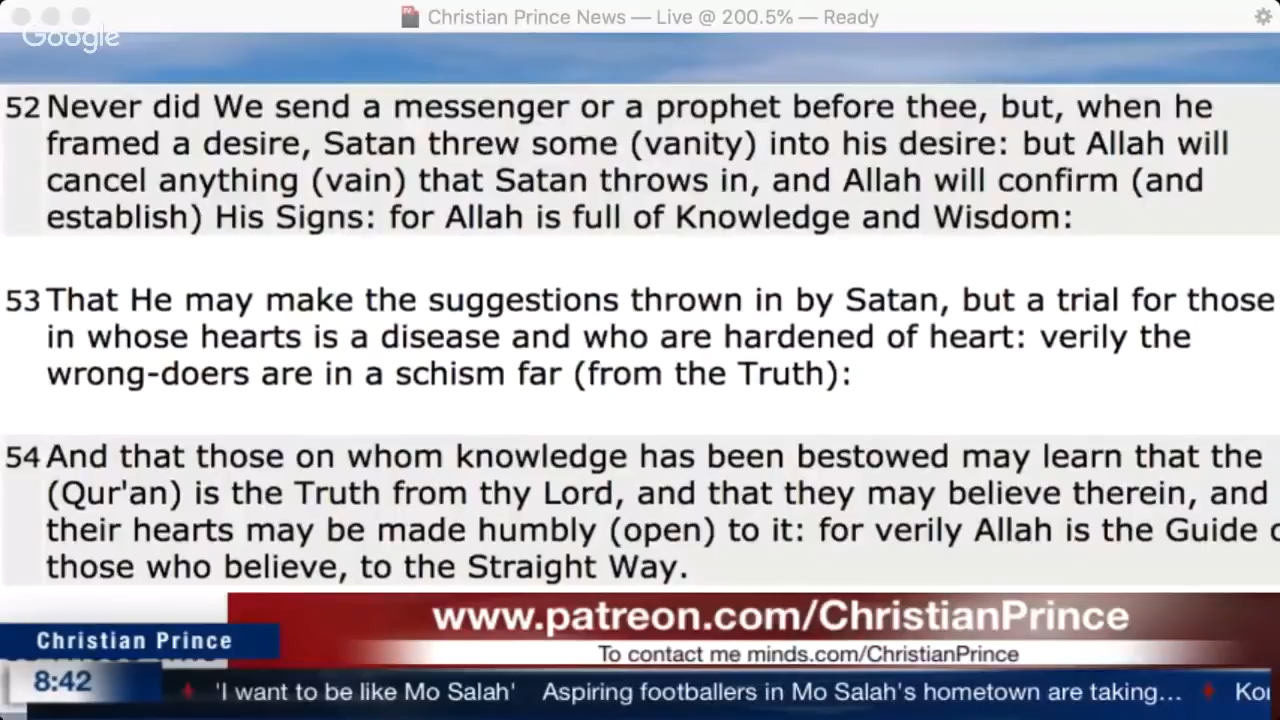 Christian Prince News — Live @ 200.5% — Ready
Google
52 Never did We send a messenger or a prophet before thee, but, when he
framed a desire, Satan threw some (vanity) into his desire: but Allah will
cancel anything (vain) that Satan throws in, and Allah will confirm (and
establish) His Signs: for Allah is full of Knowledge and Wisdom:
53 That He may make the suggestions thrown in by Satan, but a trial for those
in whose hearts is a disease and who are hardened of heart: verily the
wrong-doers are in a schism far (from the Truth):
54 And that those on whom knowledge has been bestowed may learn that the
(Qur'an) is the Truth from thy Lord, and that they may believe therein, and
their hearts may be made humbly (open) to it: for verily Allah is the Guide
those who believe, to the Straight Way.
www.patreon.com/ChristianPrince
Christian Prince
To contact me minds.com/ChristianPrince
8:42
'I want to be like Mo Salah' Aspiring footballers in Mo Salah's hometown are taking...